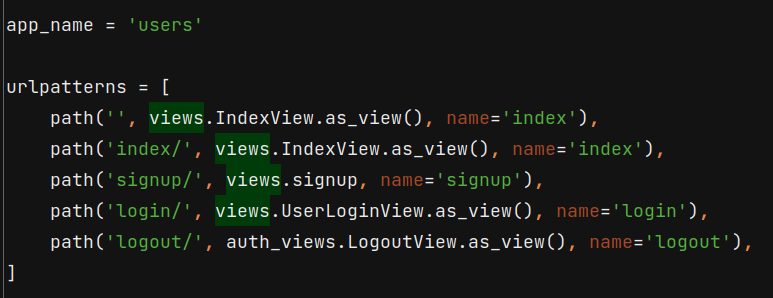 app_name = 'users'
urlpatterns = [
path('', views.IndexView.as_view(), name='index'),
path('index/', views.IndexView.as_view(), name='index'),
path('signup/', views.signup, name='signup'),
path('login/', views.UserLoginView.as_view(), name='login'),
path('logout/', auth_views.LogoutView.as_view(), name='logout'),
]